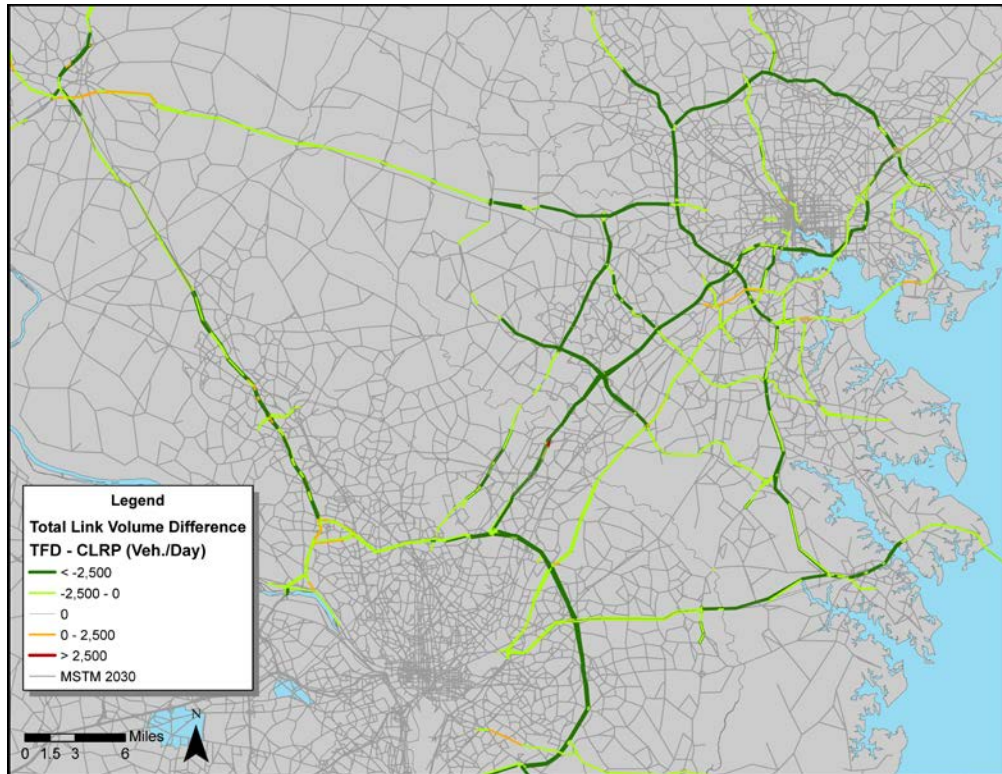 Legend
Total Link Volume Difference
TFD - CLRP (Veh./Day)
< -2,500
-2,500 - 0
0
0 - 2,500
> 2,500
MSTM 2030
N
Miles
0 1.5 3 6